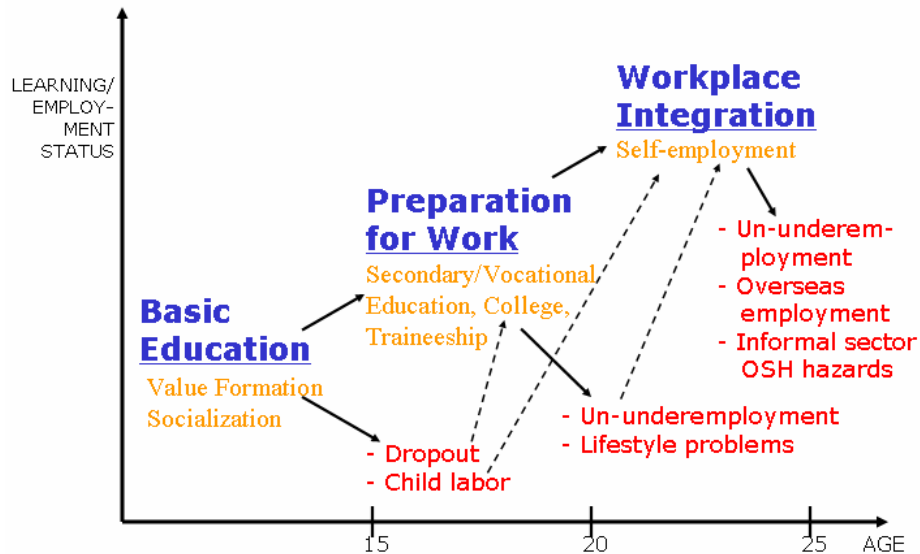 LEARNING/
EMPLOY-
MENT
STATUS
Workplace
Integration
Self-employment
Preparation
for Work
Secondary/Vocational
Education, College,
Traineeship
- Un-underem-
ployment
- Overseas
employment
- Informal sector
OSH hazards
Basic
Education
Value Formation
Socialization
- Un-underemployment
- Lifestyle problems
- Dropout
- Child labor
15
20
25
AGE